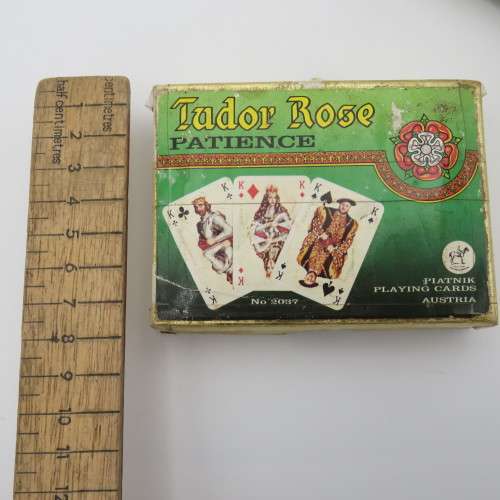 Tudor Rose
PATIENCE
K K K
K K K
No 2037
PIATNIK
PLAYING CARDS
AUSTRIA
half centimetres
centimetres
1
2
3
4
5
6
7
8
9
10
11
12